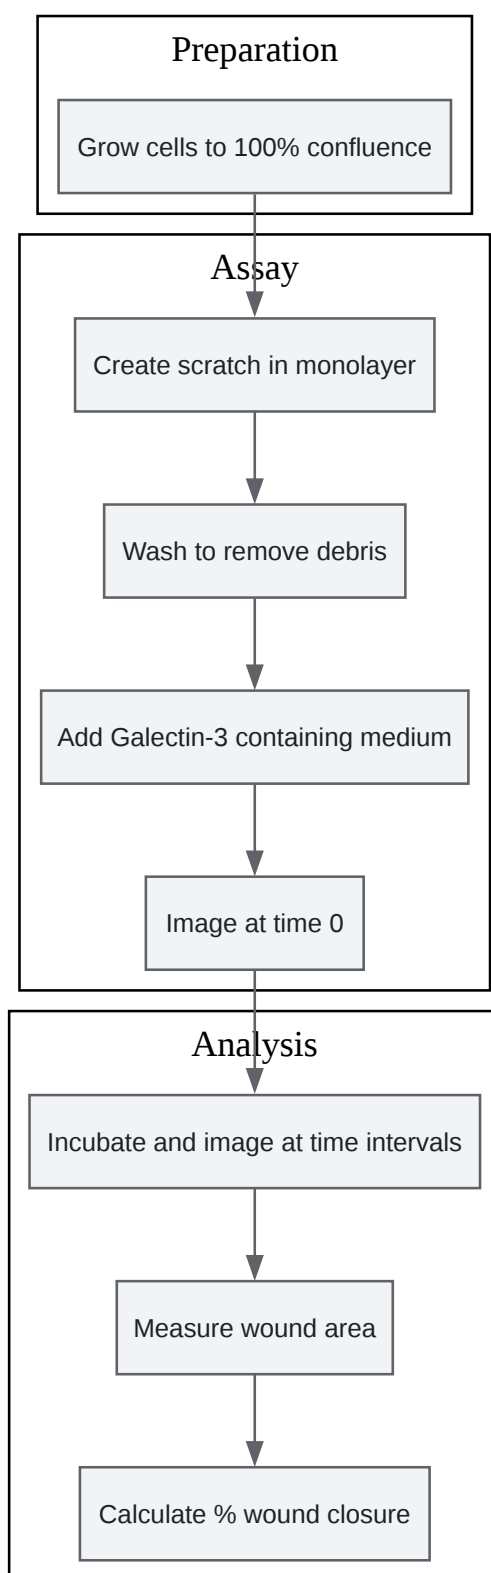 Preparation
Grow cells to 100% confluence
Assay
Create scratch in monolayer
Wash to remove debris
Add Galectin-3 containing medium
Image at time 0
Analysis
Incubate and image at time intervals
Measure wound area
Calculate % wound closure